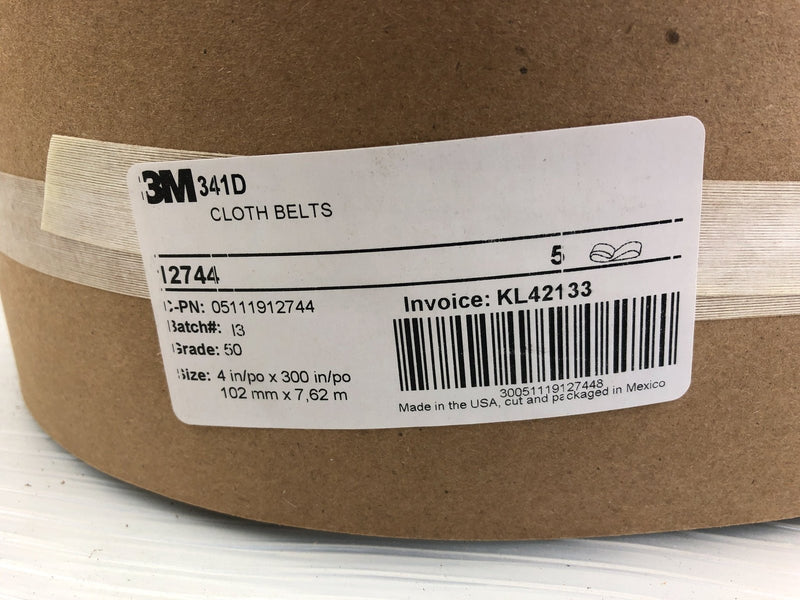 3M 341D
CLOTH BELTS
12744 5
C-PN: 05111912744
Batch#: I3
Grade: 50
Size: 4 in/po x 300 in/po
102 mm x 7,62 m
Invoice: KL42133
30051119127448
Made in the USA, cut and packaged in Mexico